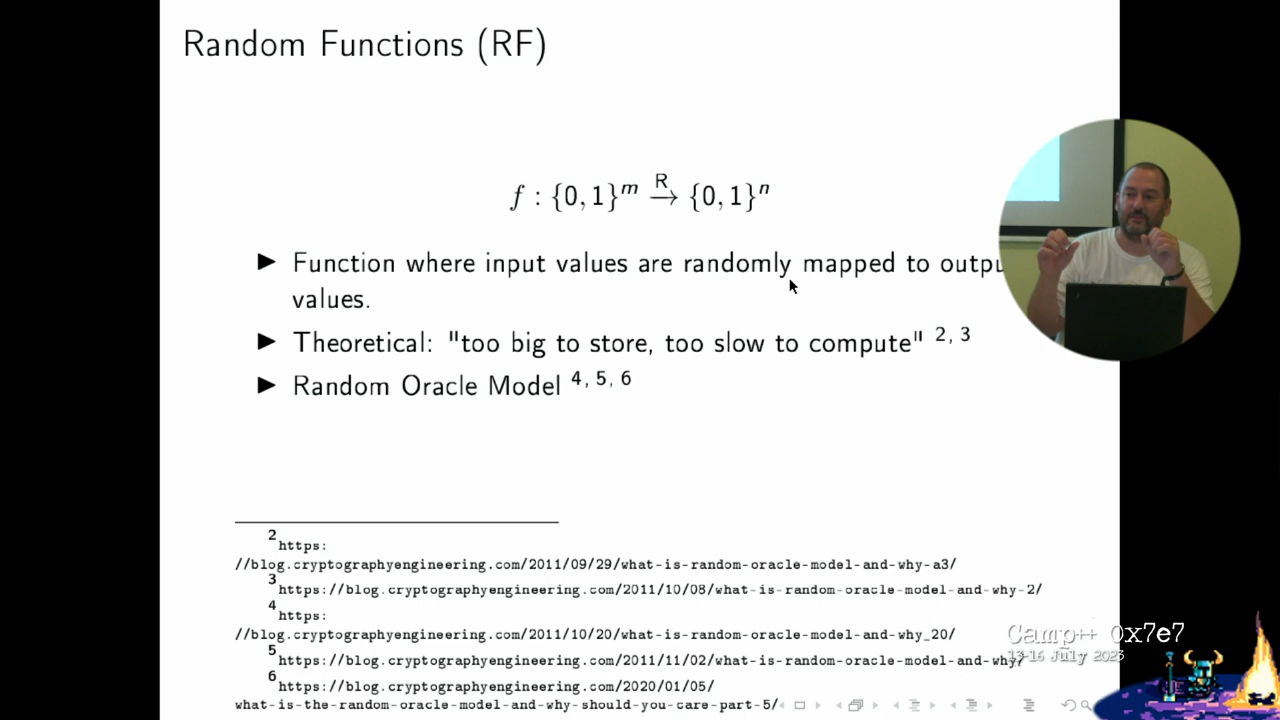 Random Functions (RF)
f : {0, 1}^m →^R {0, 1}^n
▶ Function where input values are randomly mapped to
values.
▶ Theoretical: "too big to store, too slow to compute" 2, 3
▶ Random Oracle Model 4, 5, 6
2 https:
//blog.cryptographyengineering.com/2011/09/29/what-is-random-oracle-model-and-why-a3/
3 https://blog.cryptographyengineering.com/2011/10/08/what-is-random-oracle-model-and-why-2/
4 https:
//blog.cryptographyengineering.com/2011/10/20/what-is-random-oracle-model-and-why_20/
5 https://blog.cryptographyengineering.com/2011/11/02/what-is-random-oracle-model-and-why?
6 https://blog.cryptographyengineering.com/2020/01/05/
what-is-the-random-oracle-model-and-why-should-you-care-part-5/
Camp++ 0x7e7
13-16 July 2023